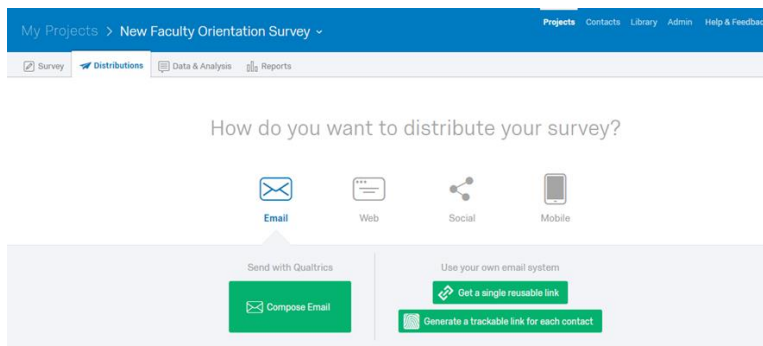 My Projects > New Faculty Orientation Survey
Projects Contacts Library Admin Help & Feedbac
Survey Distributions Data & Analysis Reports
How do you want to distribute your survey?
Email Web Social Mobile
Send with Qualtrics Use your own email system
Compose Email
Get a single reusable link
Generate a trackable link for each contact